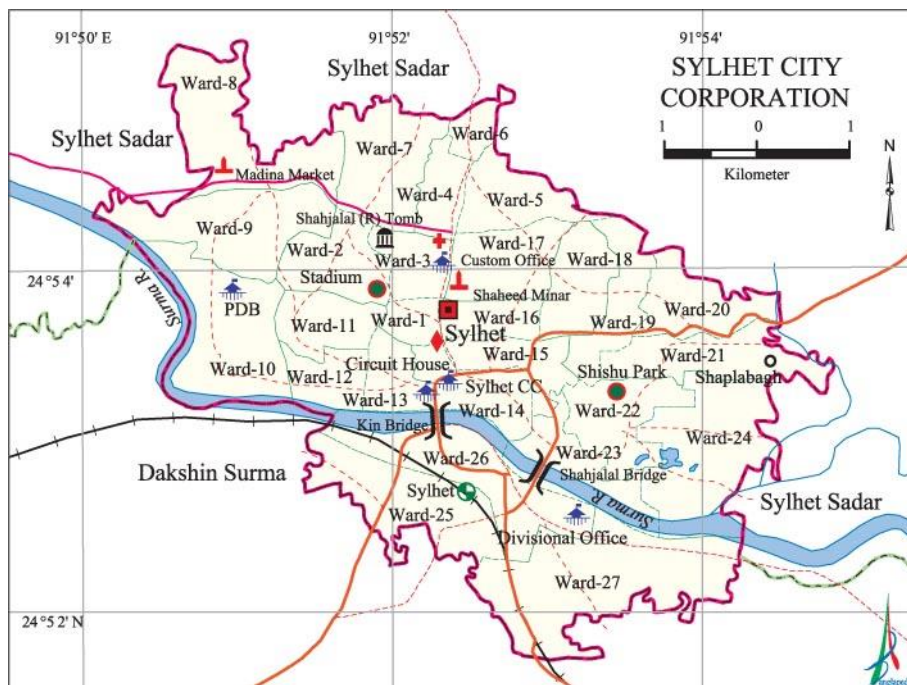 91°50' E
91°52'
91°54'
SYLHET CITY
CORPORATION
1
0
1
Kilometer
N
Sylhet Sadar
Ward-8
Sylhet Sadar
Ward-6
Ward-7
Madina Market
Ward-4
Ward-5
Ward-9
Shahjalal (R) Tomb
Ward-2
Ward-17
Ward-3
Custom Office
Ward-18
24°54'
Stadium
Surma R.
PDB
Shaheed Minar
Ward-20
Ward-11
Ward-1
Ward-16
Ward-19
Sylhet
Ward-15
Ward-21
Ward-10
Circuit House
Shaplabagh
Ward-12
Shishu Park
Sylhet CC
Ward-13
Ward-14
Ward-22
Kin Bridge
Ward-24
Ward-23
Ward-26
Dakshin Surma
Shahjalal Bridge
Sylhet
Surma R
Sylhet Sadar
Ward-25
Divisional Office
Ward-27
24°52' N